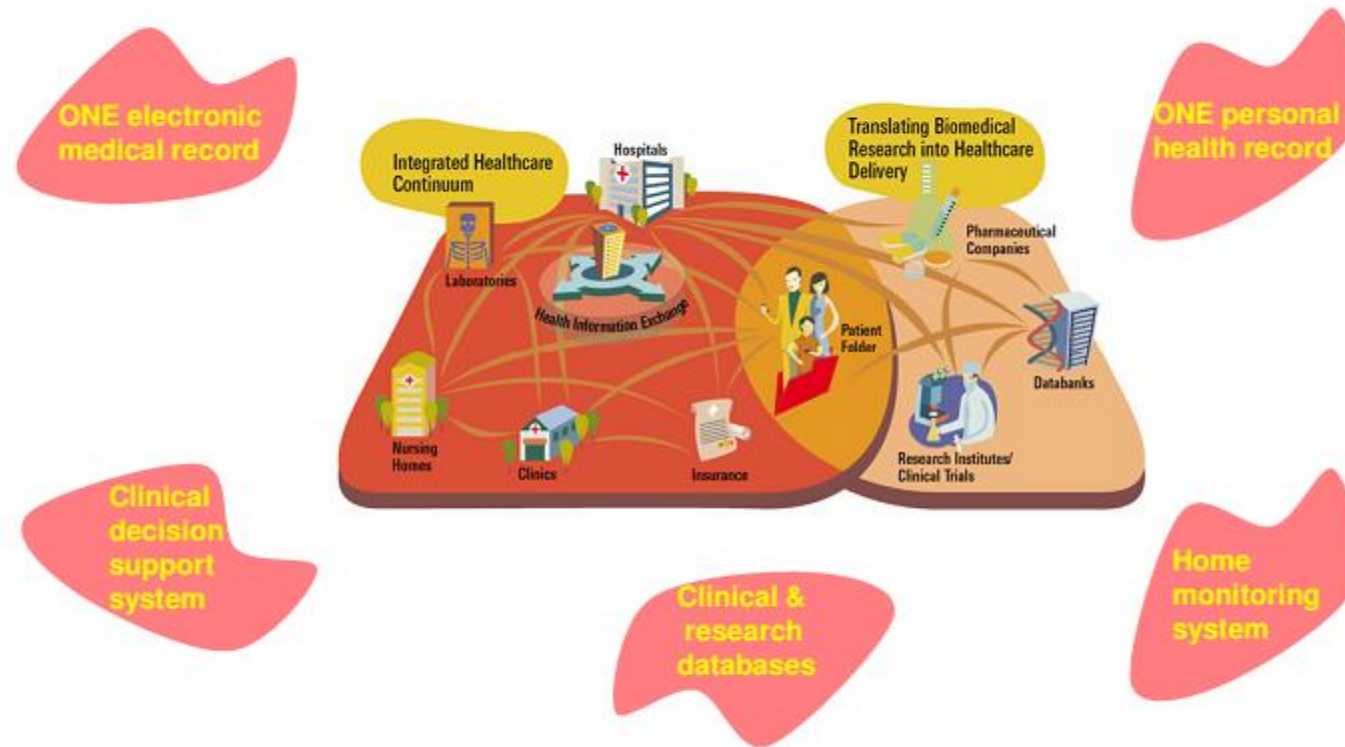 ONE electronic
medical record
ONE personal
health record
Integrated Healthcare
Continuum
Hospitals
Translating Biomedical
Research into Healthcare
Delivery
Laboratories
Health Information Exchange
Pharmaceutical
Companies
Patient
Folder
Databanks
Nursing
Homes
Clinics
Insurance
Research Institutes/
Clinical Trials
Clinical
decision
support
system
Clinical &
research
databases
Home
monitoring
system